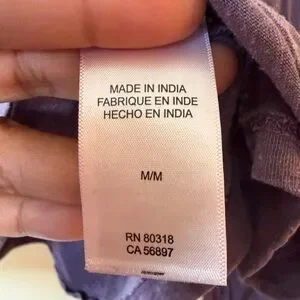 MADE IN INDIA
FABRIQUE EN INDE
HECHO EN INDIA
M/M
RN 80318
CA 56897